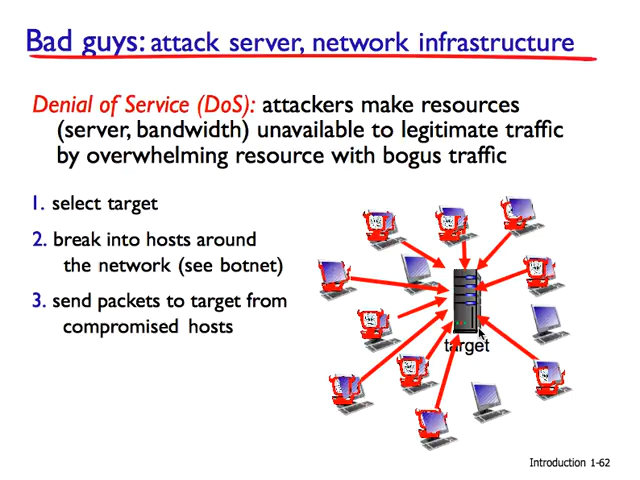 Bad guys: attack server, network infrastructure
Denial of Service (DoS): attackers make resources
(server, bandwidth) unavailable to legitimate traffic
by overwhelming resource with bogus traffic
1. select target
2. break into hosts around
the network (see botnet)
3. send packets to target from
compromised hosts
target
Introduction 1-62